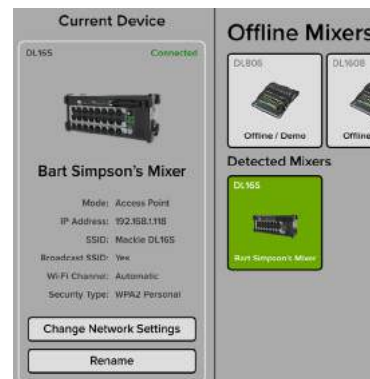 Current Device
DL16S Connected
Bart Simpson's Mixer
Mode: Access Point
IP Address: 192.168.1.118
SSID: Mackie DL16S
Broadcast SSID: Yes
Wi-Fi Channel: Automatic
Security Type: WPA2 Personal
Change Network Settings
Rename
Offline Mixers
DL806 DL1608
Offline / Demo Offline
Detected Mixers
DL16S
Bart Simpson's Mixer